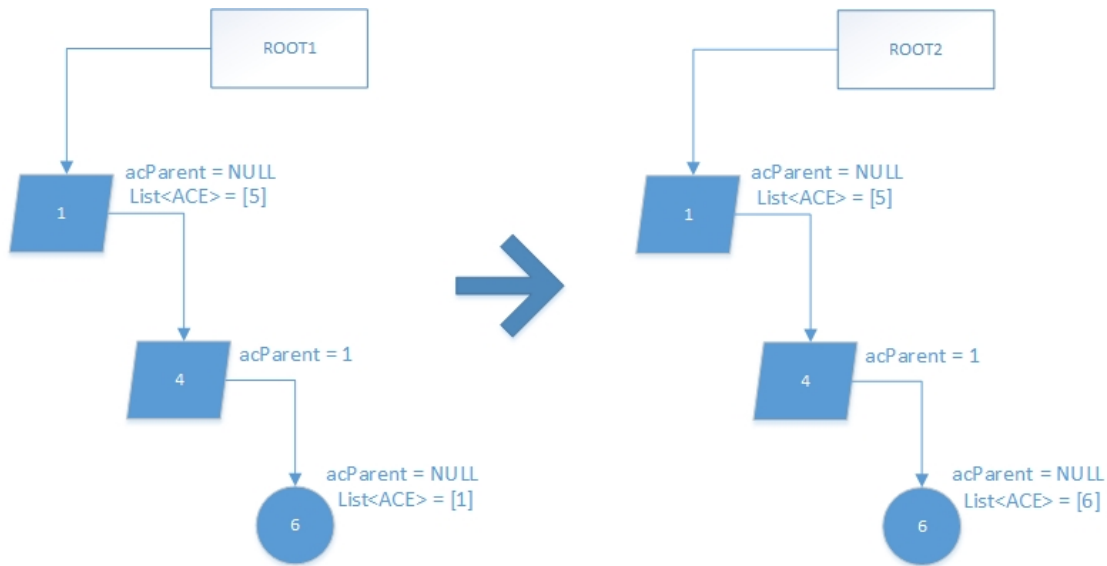 ROOT1
acParent = NULL
List<ACE> = [5]
1
acParent = 1
4
acParent = NULL
List<ACE> = [1]
6
ROOT2
acParent = NULL
List<ACE> = [5]
1
acParent = 1
4
acParent = NULL
List<ACE> = [6]
6